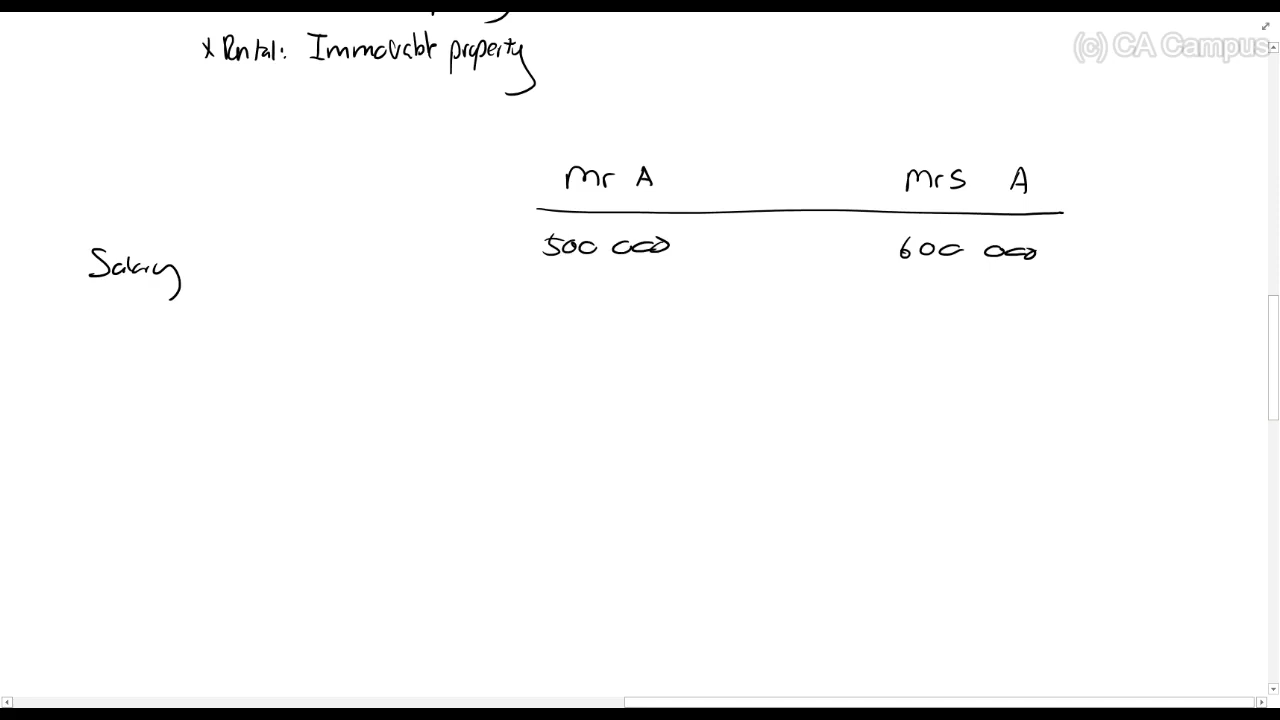 (c) CA Campus
x Rental: Immovable property
Mr A Mrs A
500 000 600 000
Salary